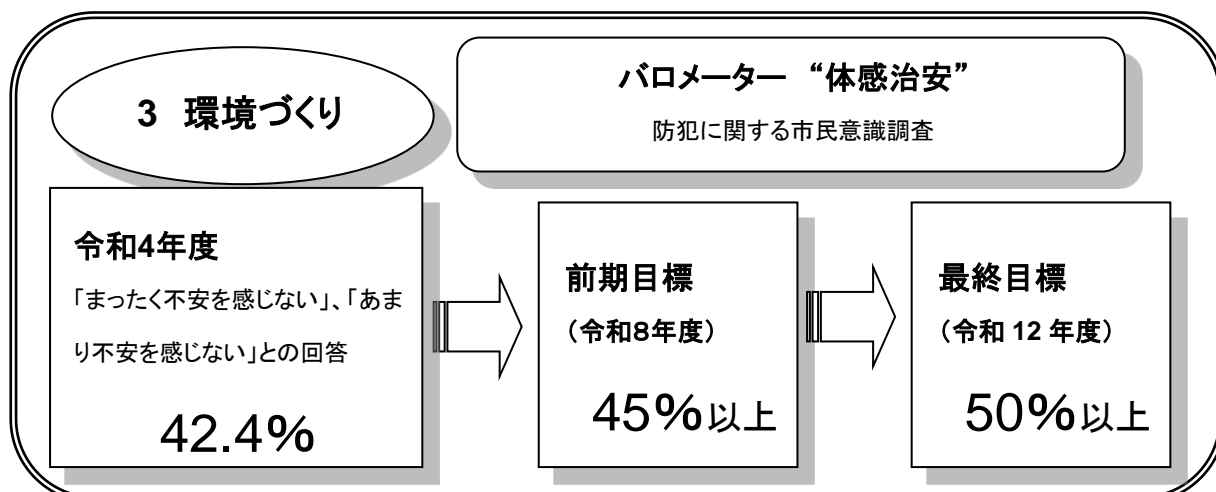 3 環境づくり
バロメーター “体感治安”
防犯に関する市民意識調査
令和4年度
「まったく不安を感じない」、「あま
り不安を感じない」との回答
42.4%
前期目標
（令和8年度）
45%以上
最終目標
（令和 12 年度）
50%以上